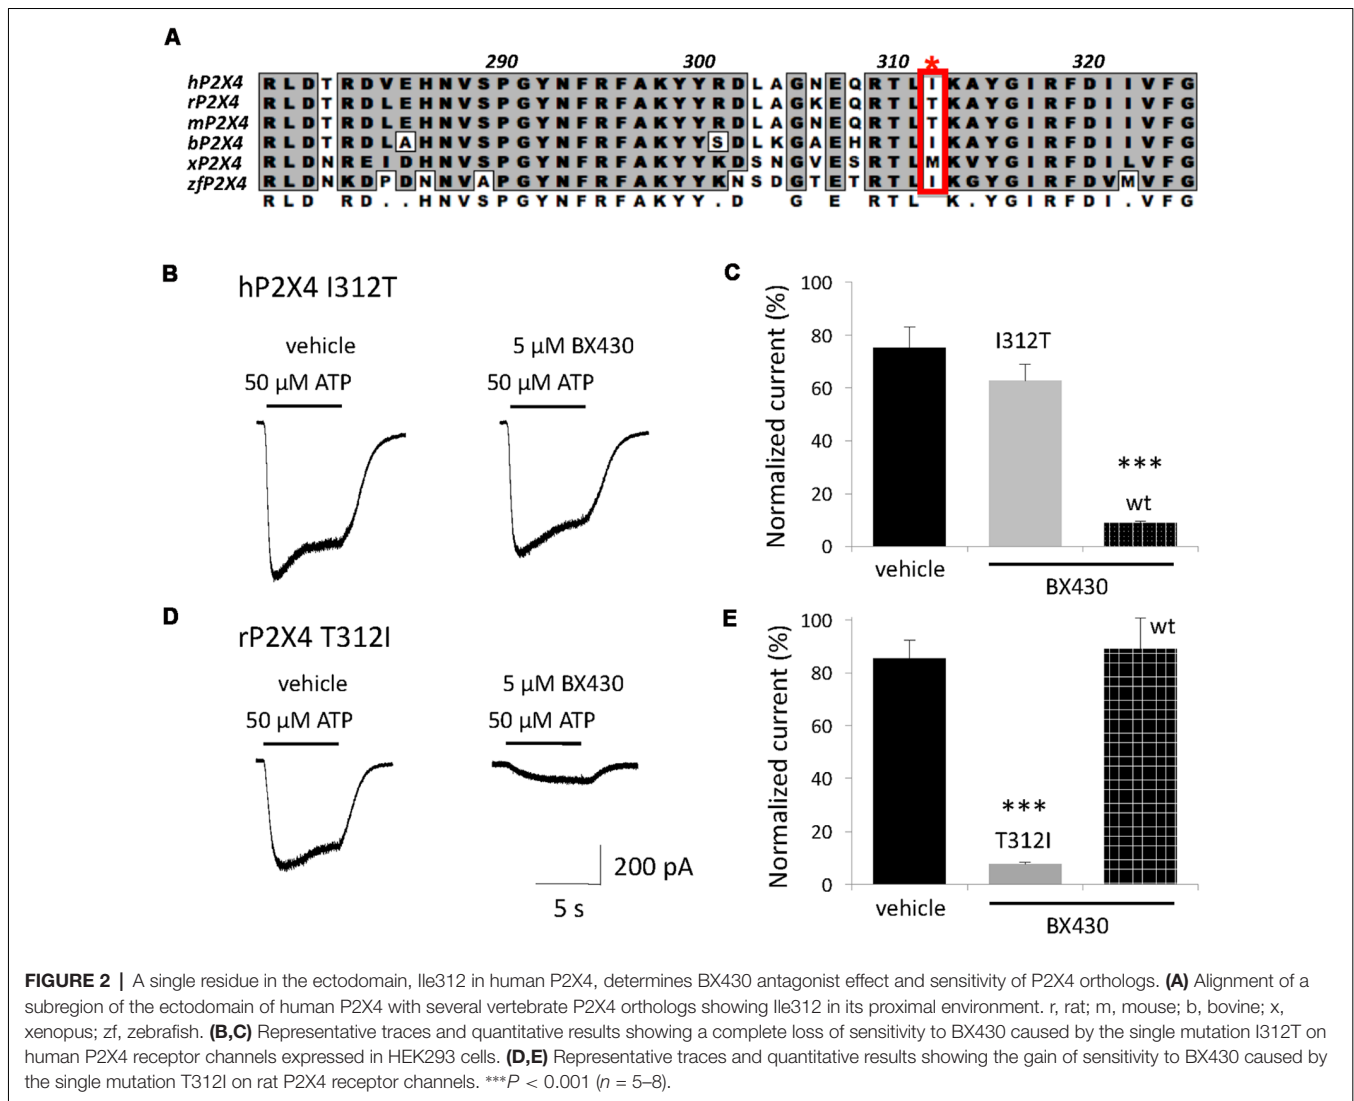 A
290 300 310 * 320
hP2X4 R L D T R D V E H N V S P G Y N F R F A K Y Y R D L A G N E Q R T L I K A Y G I R F D I I V F G
rP2X4 R L D T R D L E H N V S P G Y N F R F A K Y Y R D L A G K E Q R T L T K A Y G I R F D I I V F G
mP2X4 R L D T R D L E H N V S P G Y N F R F A K Y Y R D L A G N E Q R T L T K A Y G I R F D I I V F G
bP2X4 R L D T R D L A H N V S P G Y N F R F A K Y Y S D L K G A E H R T L I K A Y G I R F D I I V F G
xP2X4 R L D N R E I D H N V S P G Y N F R F A K Y Y K D S N G V E S R T L M K V Y G I R F D I L V F G
zfP2X4 R L D N K D P D N N V A P G Y N F R F A K Y Y K N S D G T E T R T L I K G Y G I R F D V M V F G
R L D R D . . H N V S P G Y N F R F A K Y Y . D G E R T L K . Y G I R F D I . V F G
B
hP2X4 I312T
vehicle
50 µM ATP
5 µM BX430
50 µM ATP
C
Normalized current (%)
100
80
60
40
20
0
I312T
***
wt
vehicle
BX430
D
rP2X4 T312I
vehicle
50 µM ATP
5 µM BX430
50 µM ATP
200 pA
5 s
E
Normalized current (%)
100
80
60
40
20
0
wt
***
T312I
vehicle
BX430
FIGURE 2 | A single residue in the ectodomain, Ile312 in human P2X4, determines BX430 antagonist effect and sensitivity of P2X4 orthologs. (A) Alignment of a
subregion of the ectodomain of human P2X4 with several vertebrate P2X4 orthologs showing Ile312 in its proximal environment. r, rat; m, mouse; b, bovine; x,
xenopus; zf, zebrafish. (B,C) Representative traces and quantitative results showing a complete loss of sensitivity to BX430 caused by the single mutation I312T on
human P2X4 receptor channels expressed in HEK293 cells. (D,E) Representative traces and quantitative results showing the gain of sensitivity to BX430 caused by
the single mutation T312I on rat P2X4 receptor channels. ***P < 0.001 (n = 5–8).